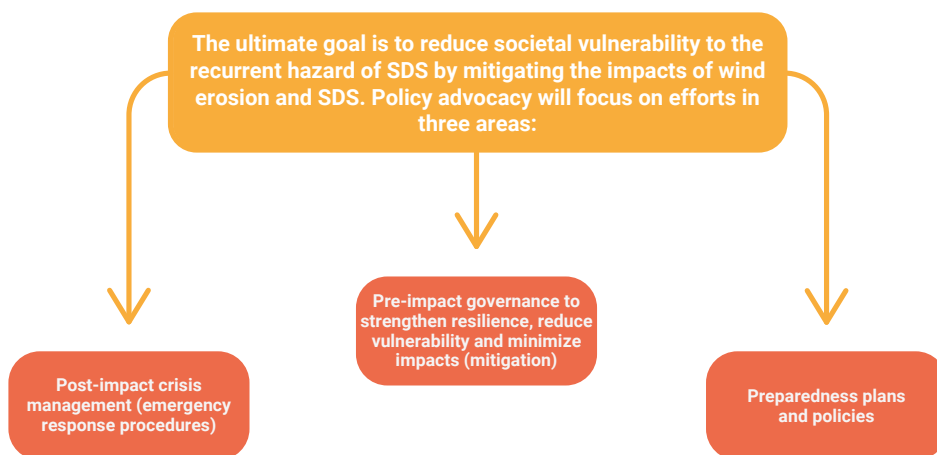 The ultimate goal is to reduce societal vulnerability to the
recurrent hazard of SDS by mitigating the impacts of wind
erosion and SDS. Policy advocacy will focus on efforts in
three areas:
Post-impact crisis
management (emergency
response procedures)
Pre-impact governance to
strengthen resilience, reduce
vulnerability and minimize
impacts (mitigation)
Preparedness plans
and policies